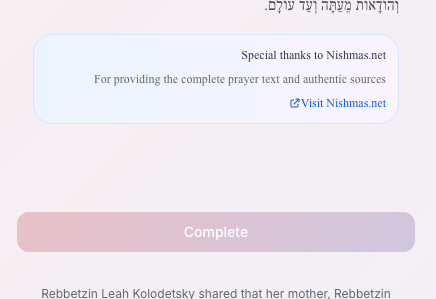 וְהוֹדָאוֹת מֵעַתָּה וְעַד עוֹלָם.
Special thanks to Nishmas.net
For providing the complete prayer text and authentic sources
Visit Nishmas.net
Complete
Rebbetzin Leah Kolodetsky shared that her mother, Rebbetzin